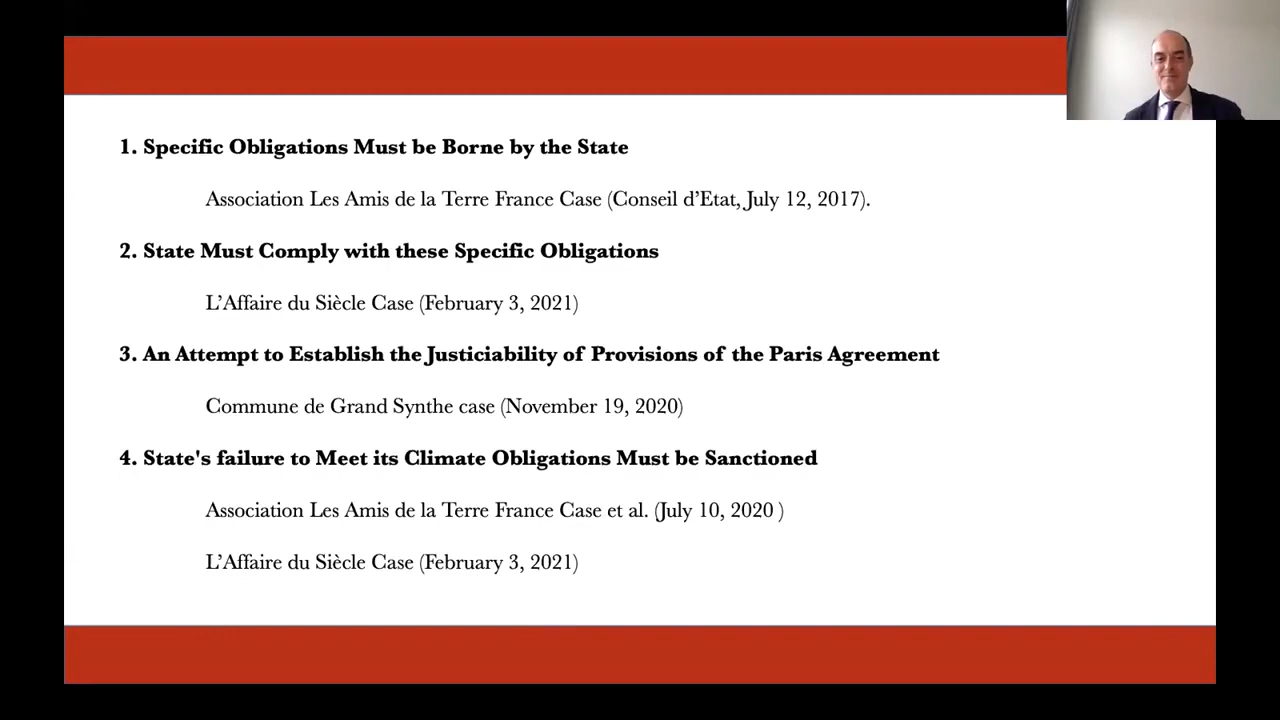 1. Specific Obligations Must be Borne by the State
Association Les Amis de la Terre France Case (Conseil d’Etat, July 12, 2017).
2. State Must Comply with these Specific Obligations
L’Affaire du Siècle Case (February 3, 2021)
3. An Attempt to Establish the Justiciability of Provisions of the Paris Agreement
Commune de Grand Synthe case (November 19, 2020)
4. State's failure to Meet its Climate Obligations Must be Sanctioned
Association Les Amis de la Terre France Case et al. (July 10, 2020 )
L’Affaire du Siècle Case (February 3, 2021)